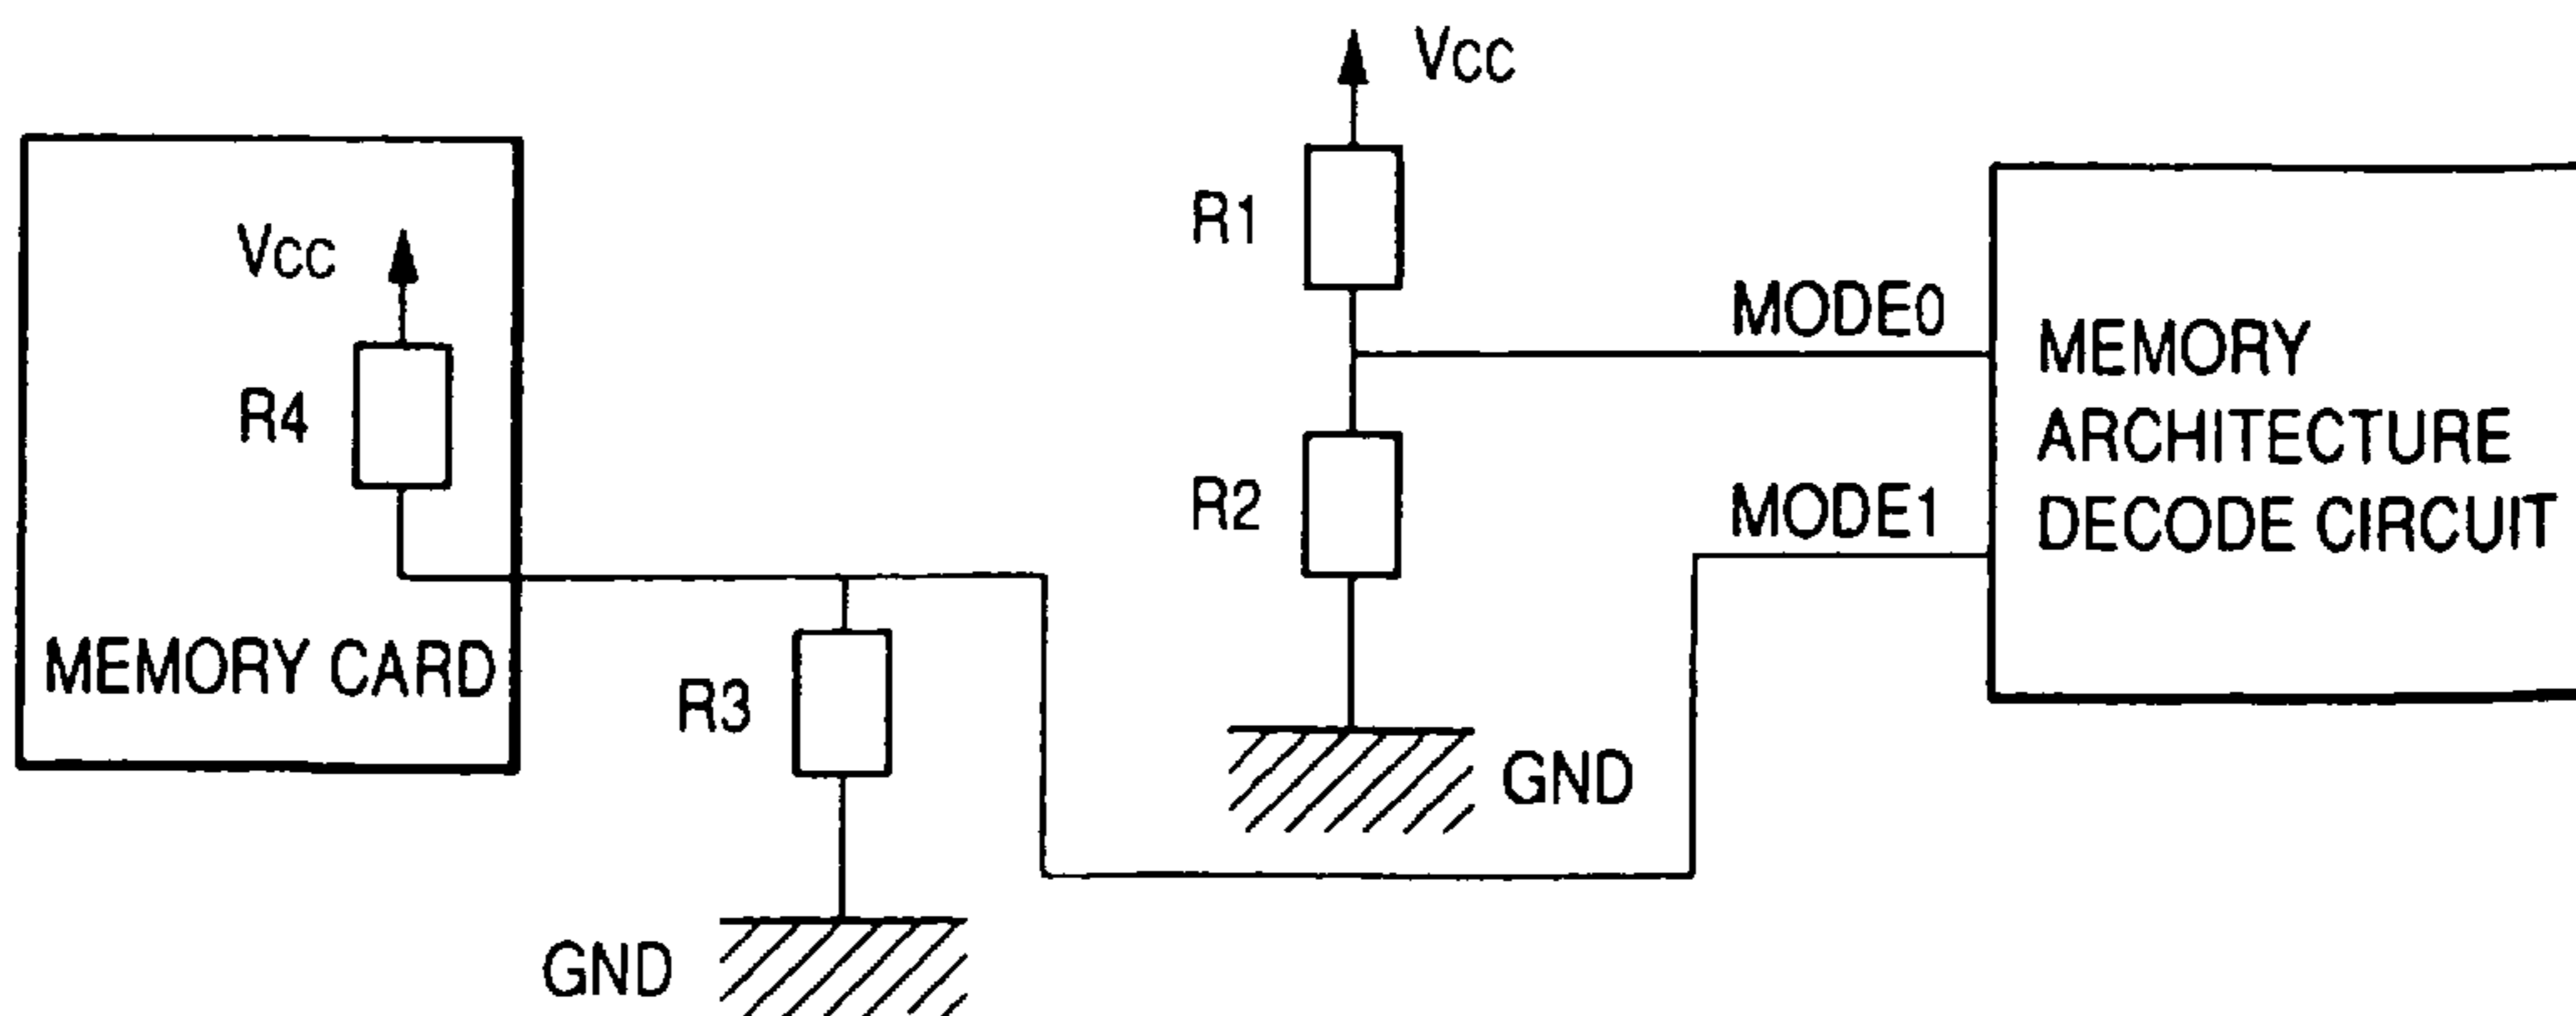 VCC
VCC
R1
R4
MODE0
MEMORY
ARCHITECTURE
DECODE CIRCUIT
R2
MODE1
MEMORY CARD
R3
GND
GND